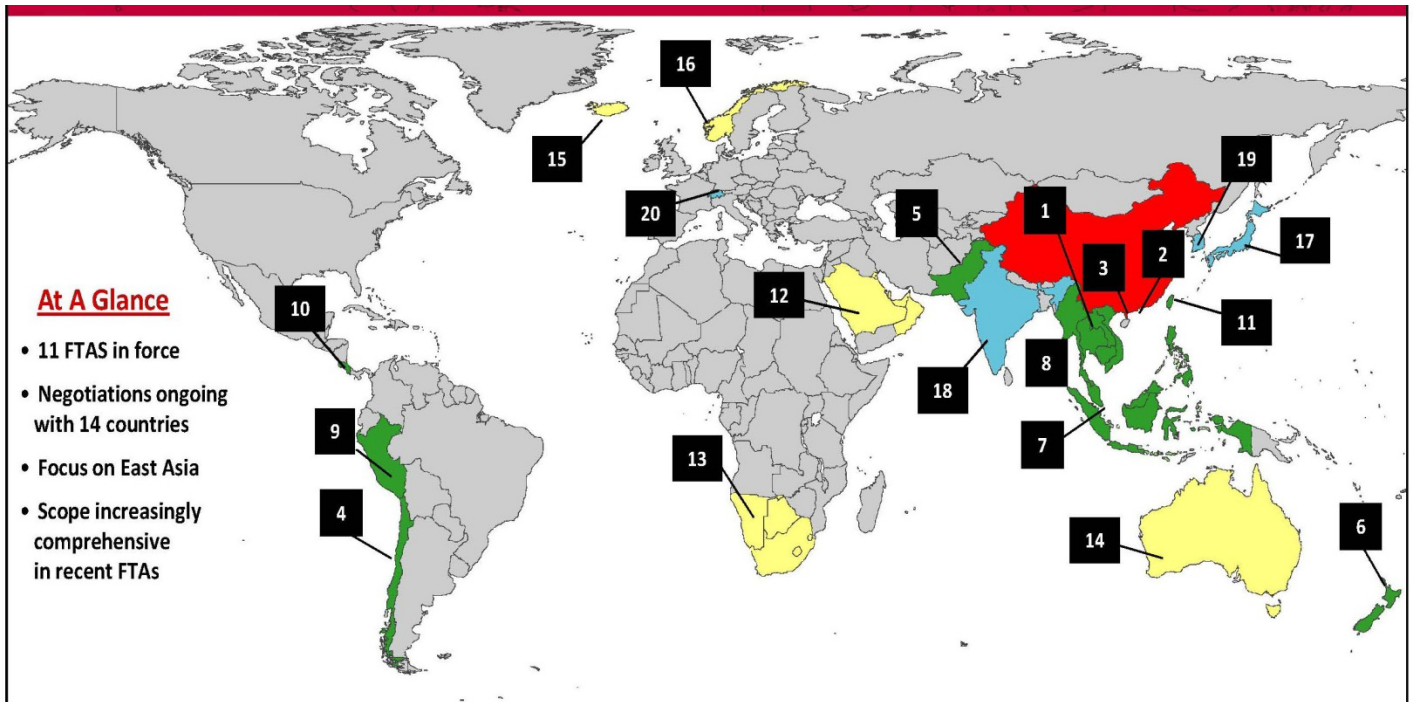 16
15
19
20
5
1
17
3
2
At A Glance
10
12
11
• 11 FTAS in force
• Negotiations ongoing
with 14 countries
8
18
9
7
• Focus on East Asia
13
• Scope increasingly
comprehensive
in recent FTAs
4
14
6